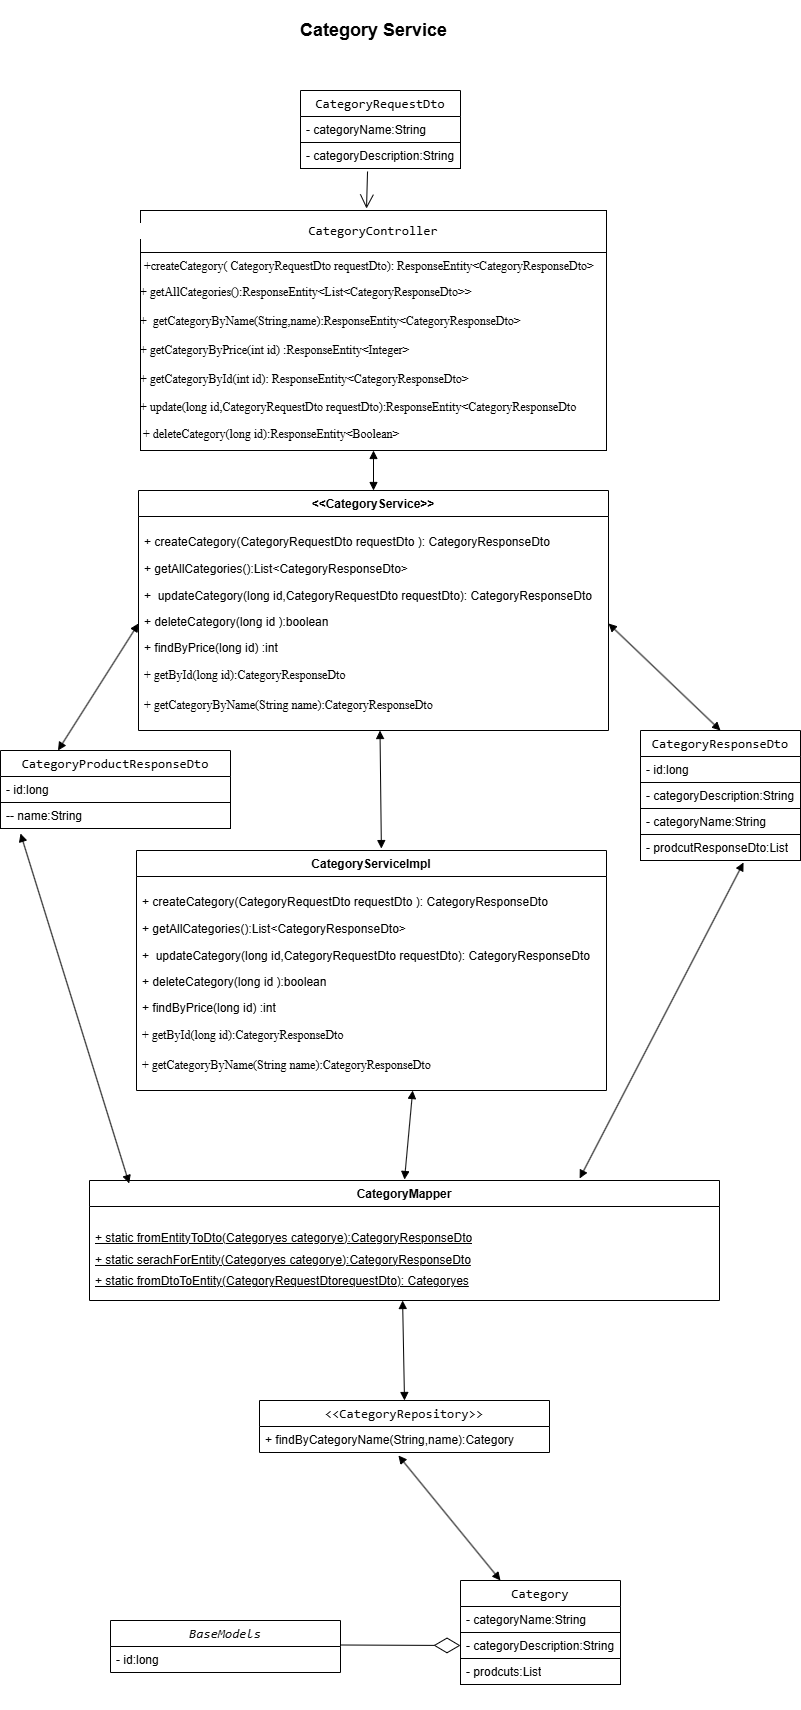 Category Service
CategoryRequestDto
- categoryName:String
- categoryDescription:String
CategoryController
+createCategory( CategoryRequestDto requestDto): ResponseEntity<CategoryResponseDto>
+ getAllCategories():ResponseEntity<List<CategoryResponseDto>>
+  getCategoryByName(String,name):ResponseEntity<CategoryResponseDto>
+ getCategoryByPrice(int id) :ResponseEntity<Integer>
+ getCategoryById(int id): ResponseEntity<CategoryResponseDto>
+ update(long id,CategoryRequestDto requestDto):ResponseEntity<CategoryResponseDto
+ deleteCategory(long id):ResponseEntity<Boolean>
<<CategoryService>>
+ createCategory(CategoryRequestDto requestDto ): CategoryResponseDto
+ getAllCategories():List<CategoryResponseDto>
+  updateCategory(long id,CategoryRequestDto requestDto): CategoryResponseDto
+ deleteCategory(long id ):boolean
+ findByPrice(long id) :int
+ getById(long id):CategoryResponseDto
+ getCategoryByName(String name):CategoryResponseDto
CategoryProductResponseDto
- id:long
-- name:String
CategoryResponseDto
- id:long
- categoryDescription:String
- categoryName:String
- prodcutResponseDto:List
CategoryServiceImpl
+ createCategory(CategoryRequestDto requestDto ): CategoryResponseDto
+ getAllCategories():List<CategoryResponseDto>
+  updateCategory(long id,CategoryRequestDto requestDto): CategoryResponseDto
+ deleteCategory(long id ):boolean
+ findByPrice(long id) :int
+ getById(long id):CategoryResponseDto
+ getCategoryByName(String name):CategoryResponseDto
CategoryMapper
+ static fromEntityToDto(Categoryes categorye):CategoryResponseDto
+ static serachForEntity(Categoryes categorye):CategoryResponseDto
+ static fromDtoToEntity(CategoryRequestDtorequestDto): Categoryes
<<CategoryRepository>>
+ findByCategoryName(String,name):Category
Category
- categoryName:String
- categoryDescription:String
- prodcuts:List
BaseModels
- id:long